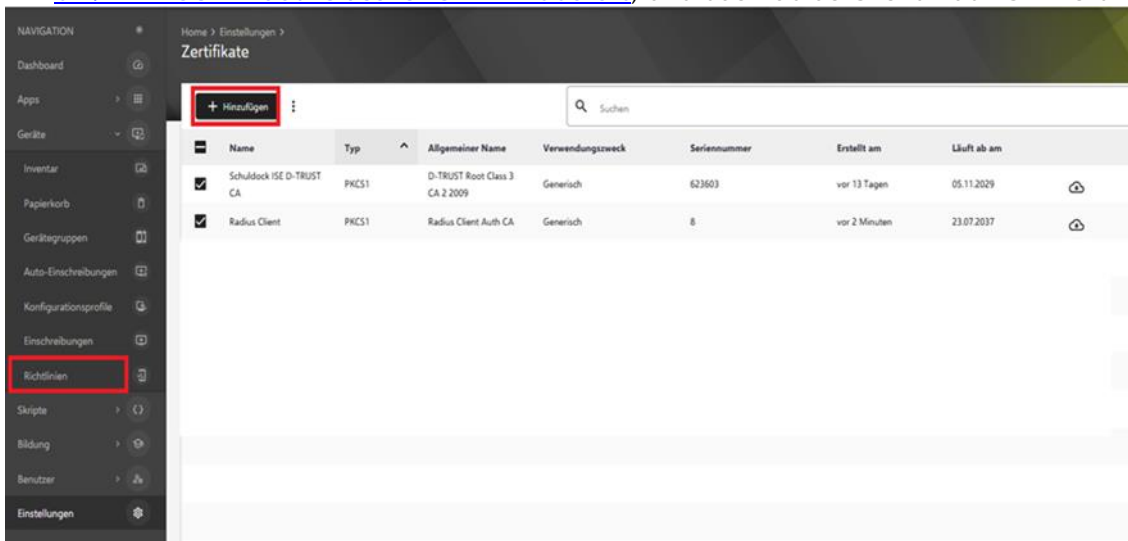 NAVIGATION
Dashboard
Apps
Geräte
Inventar
Papierkorb
Gerätegruppen
Auto-Einschreibungen
Konfigurationsprofile
Einschreibungen
Richtlinien
Skripte
Bildung
Benutzer
Einstellungen
Home > Einstellungen >
Zertifikate
+ Hinzufügen
Suchen
Name Typ Allgemeiner Name Verwendungszweck Seriennummer Erstellt am Läuft ab am
Schuldock ISE D-TRUST CA PKCS1 D-TRUST Root Class 3 CA 2 2009 Generisch 623603 vor 13 Tagen 05.11.2029
Radius Client PKCS1 Radius Client Auth CA Generisch 8 vor 2 Minuten 23.07.2037